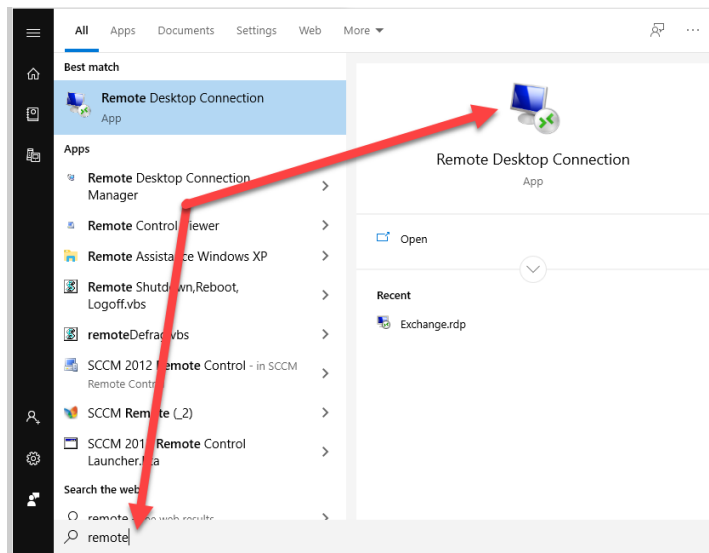 All Apps Documents Settings Web More
Best match
Remote Desktop Connection
App
Apps
Remote Desktop Connection
Manager
Remote Control Viewer
Remote Assistance Windows XP
Remote Shutdown,Reboot,
Logoff.vbs
remoteDefrag.vbs
SCCM 2012 Remote Control - in SCCM
Remote Control
SCCM Remote (_2)
SCCM 201 Remote Control
Launcher.
Search the web
remote web results
remote
Remote Desktop Connection
App
Open
Recent
Exchange.rdp